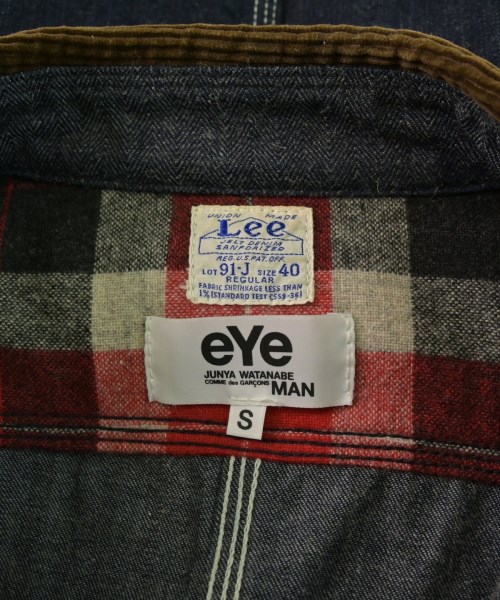 UNION MADE
Lee
JELT DENIM
SANFORIZED
REG. U.S. PAT. OFF.
LOT 91-J SIZE 40
REGULAR
FABRIC SHRINKAGE LESS THAN
1% (STANDARD TEST CS59-36)
eYe
JUNYA WATANABE
COMME des GARÇONS MAN
S